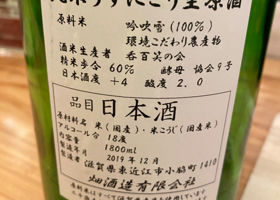 純米うすにごり生原酒
原料米 吟吹雪(100%)
環境こだわり農産物
酒米生産者 呑百笑の会
精米歩合 60% 酵母 協会9号
日本酒度 +4 酸度 2.0
品目 日本酒
原材料名 米(国産)・米こうじ(国産米)
アルコール分 18度
内容量 1800ml
製造年月 2019年12月
製造者 滋賀県東近江市小脇町1410
畑酒造有限会社